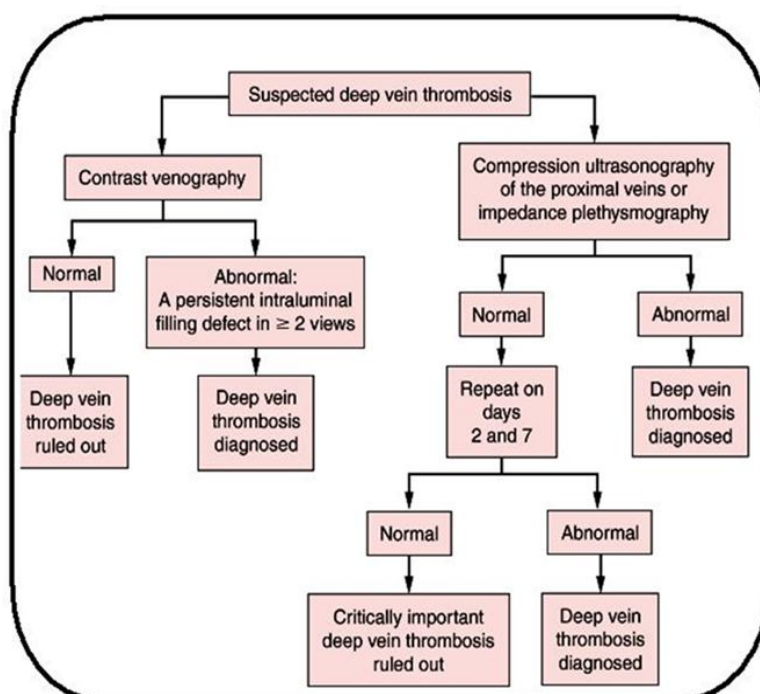 Suspected deep vein thrombosis
Contrast venography
Compression ultrasonography
of the proximal veins or
impedance plethysmography
Normal
Abnormal:
A persistent intraluminal
filling defect in ≥ 2 views
Normal
Abnormal
Deep vein
thrombosis
ruled out
Deep vein
thrombosis
diagnosed
Repeat on
days
2 and 7
Deep vein
thrombosis
diagnosed
Normal
Abnormal
Critically important
deep vein thrombosis
ruled out
Deep vein
thrombosis
diagnosed